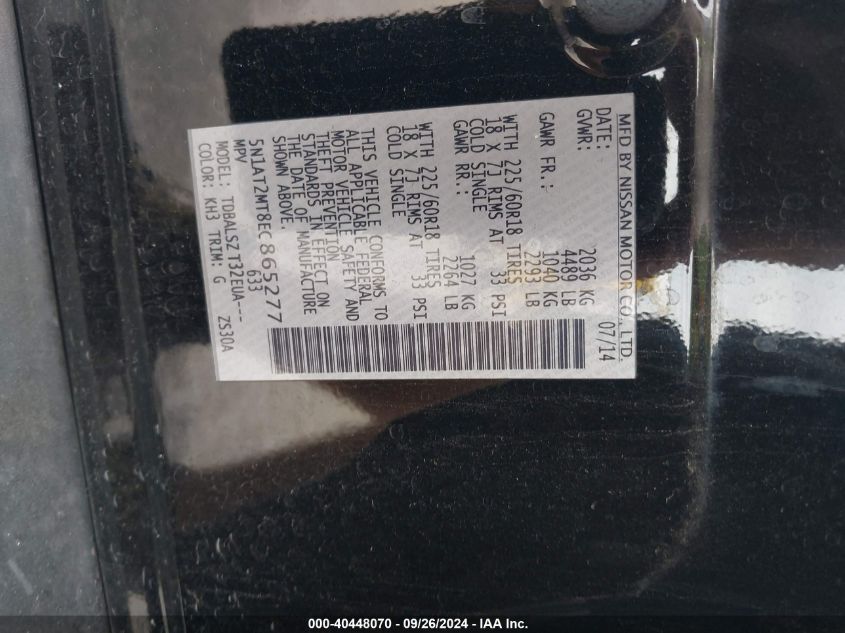 MFD BY NISSAN MOTOR CO., LTD.
DATE: 07/14
GVWR: 2036 KG
4489 LB
GAWR FR.: 1040 KG
2293 LB
WITH 225/60R18 TIRES
18 X 7J RIMS AT 33 PSI
COLD SINGLE
GAWR RR.: 1027 KG
2264 LB
WITH 225/60R18 TIRES
18 X 7J RIMS AT 33 PSI
COLD SINGLE
THIS VEHICLE CONFORMS TO
ALL APPLICABLE FEDERAL
MOTOR VEHICLE SAFETY AND
THEFT PREVENTION
STANDARDS IN EFFECT ON
THE DATE OF MANUFACTURE
SHOWN ABOVE.
5N1AT2MT8EC865277
MPV 633
MODEL: TDBALSZ T32EUA---
COLOR: KH3 TRIM: G ZS30A
000-40448070 - 09/26/2024 - IAA Inc.